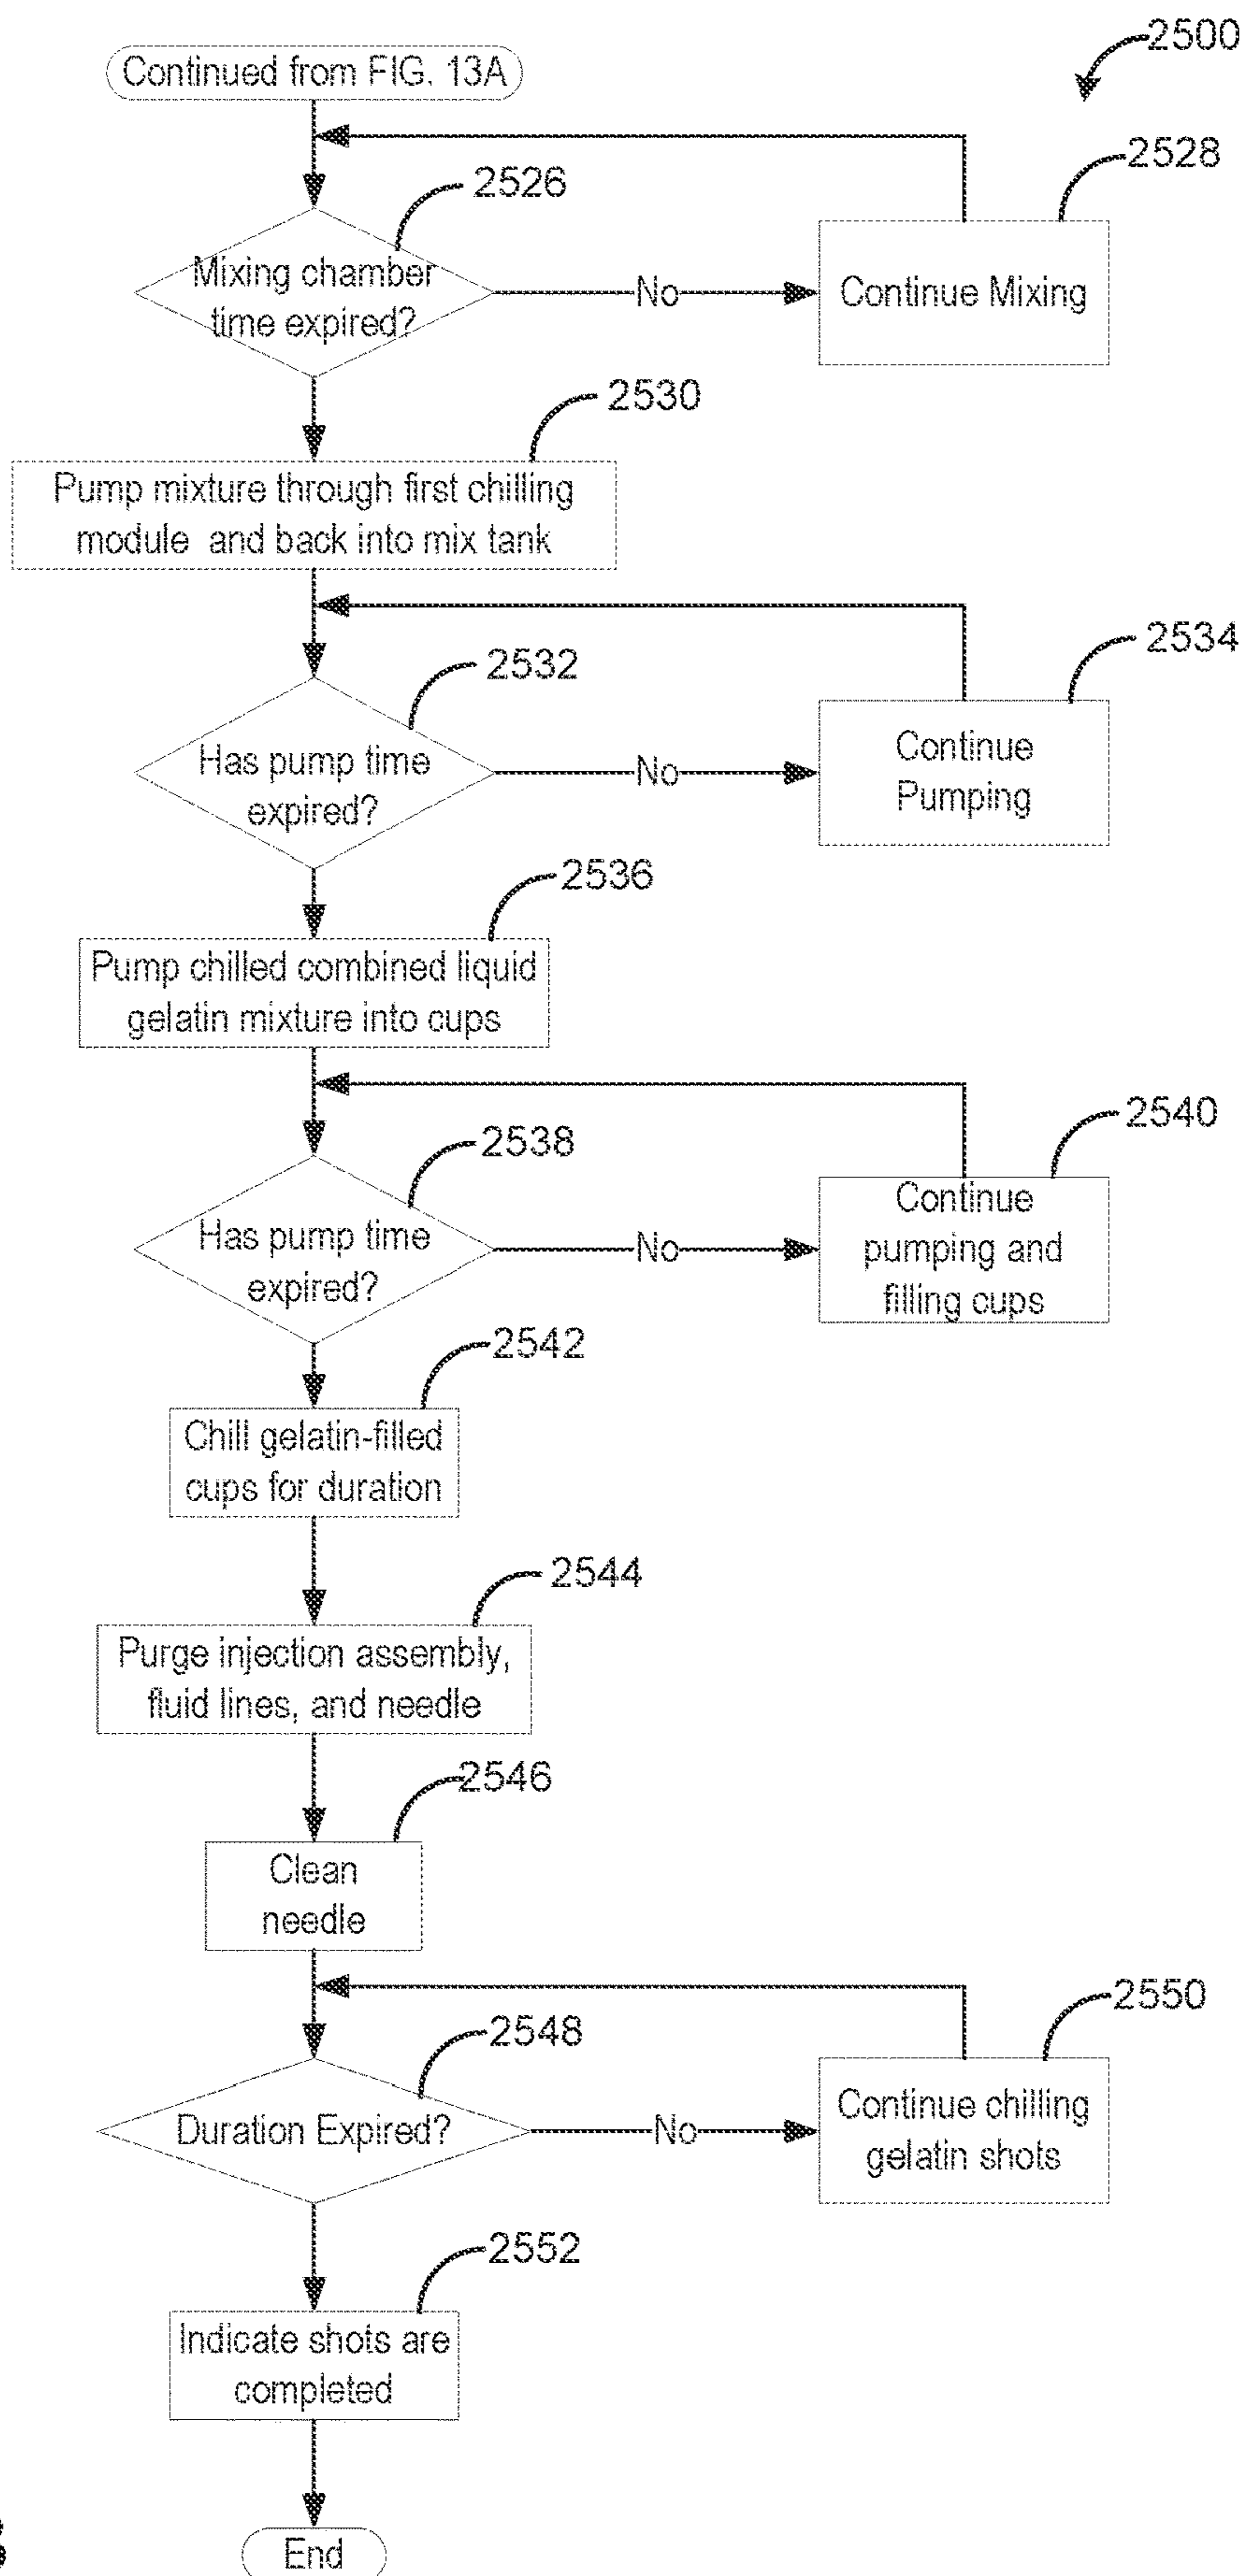 2500
Continued from FIG. 13A
2528
2526
Mixing chamber
time expired?
No
Continue Mixing
2530
Pump mixture through first chilling
module and back into mix tank
2534
2532
Has pump time
expired?
No
Continue
Pumping
2536
Pump chilled combined liquid
gelatin mixture into cups
2540
2538
Has pump time
expired?
No
Continue
pumping and
filling cups
2542
Chill gelatin-filled
cups for duration
2544
Purge injection assembly,
fluid lines, and needle
2546
Clean
needle
2550
2548
Duration Expired?
No
Continue chilling
gelatin shots
2552
Indicate shots are
completed
End